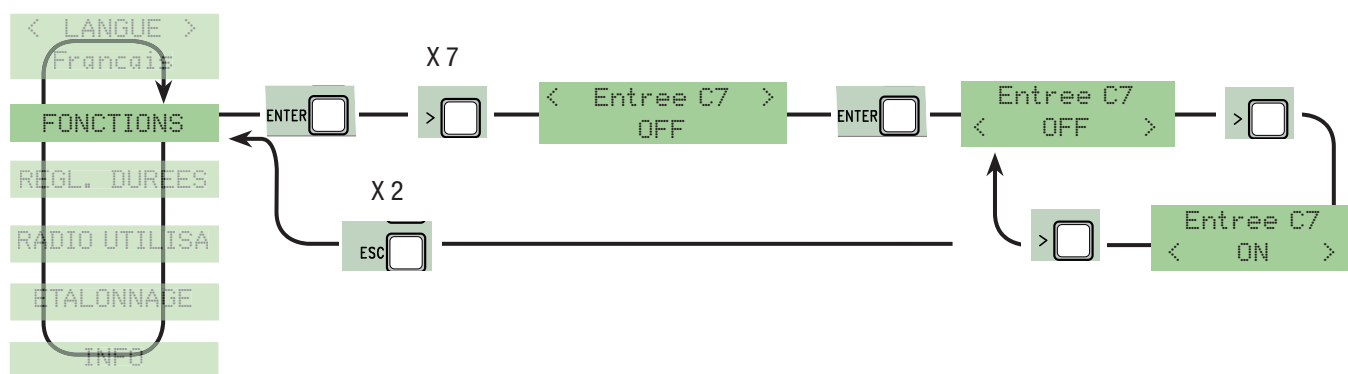 < LANGUE >
Francais
FONCTIONS
REGL. DUREES
RADIO UTILISA
ETALONNAGE
INFO
ENTER
X 7
>
< Entree C7 >
OFF
ENTER
Entree C7
< OFF >
>
Entree C7
< ON >
>
X 2
ESC